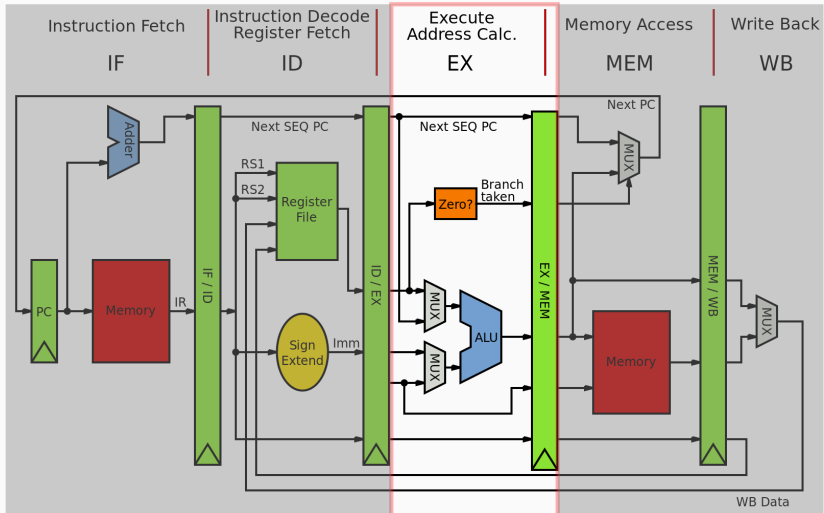 Instruction Fetch
Instruction Decode
Register Fetch
Execute
Address Calc.
Memory Access
Write Back
IF
ID
EX
MEM
WB
Next PC
Adder
Next SEQ PC
Next SEQ PC
MUX
RS1
RS2
Register
File
Zero?
Branch
taken
IF / ID
ID / EX
EX / MEM
MEM / WB
PC
Memory
IR
MUX
ALU
MUX
Sign
Extend
Imm
MUX
Memory
WB Data